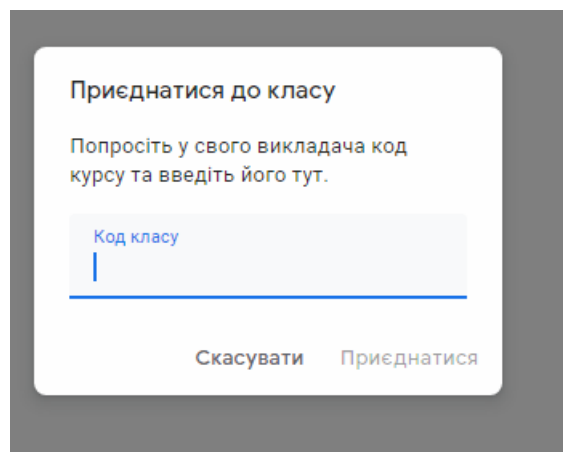 Приєднатися до класу
Попросіть у свого викладача код
курсу та введіть його тут.
Код класу
Скасувати Приєднатися